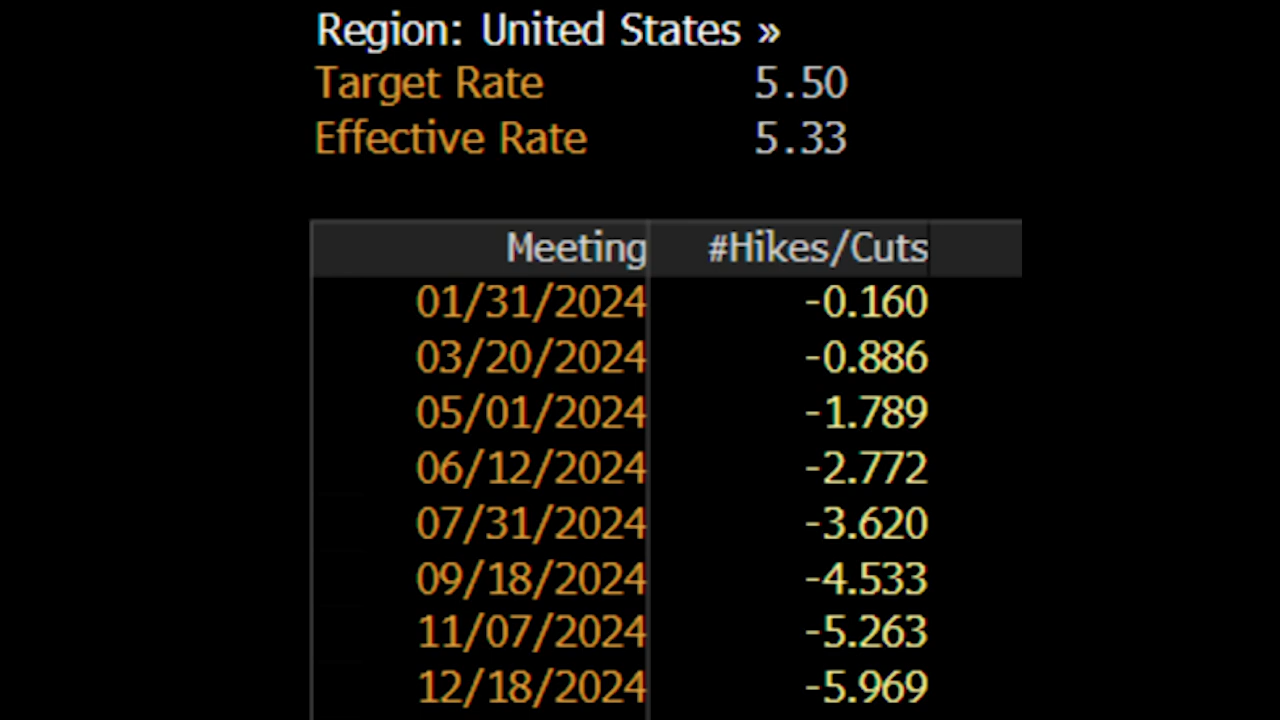 Region: United States »
Target Rate 5.50
Effective Rate 5.33
Meeting #Hikes/Cuts
01/31/2024 -0.160
03/20/2024 -0.886
05/01/2024 -1.789
06/12/2024 -2.772
07/31/2024 -3.620
09/18/2024 -4.533
11/07/2024 -5.263
12/18/2024 -5.969